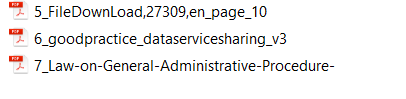 5_FileDownLoad,27309,en_page_10
6_goodpractice_dataservicesharing_v3
7_Law-on-General-Administrative-Procedure-